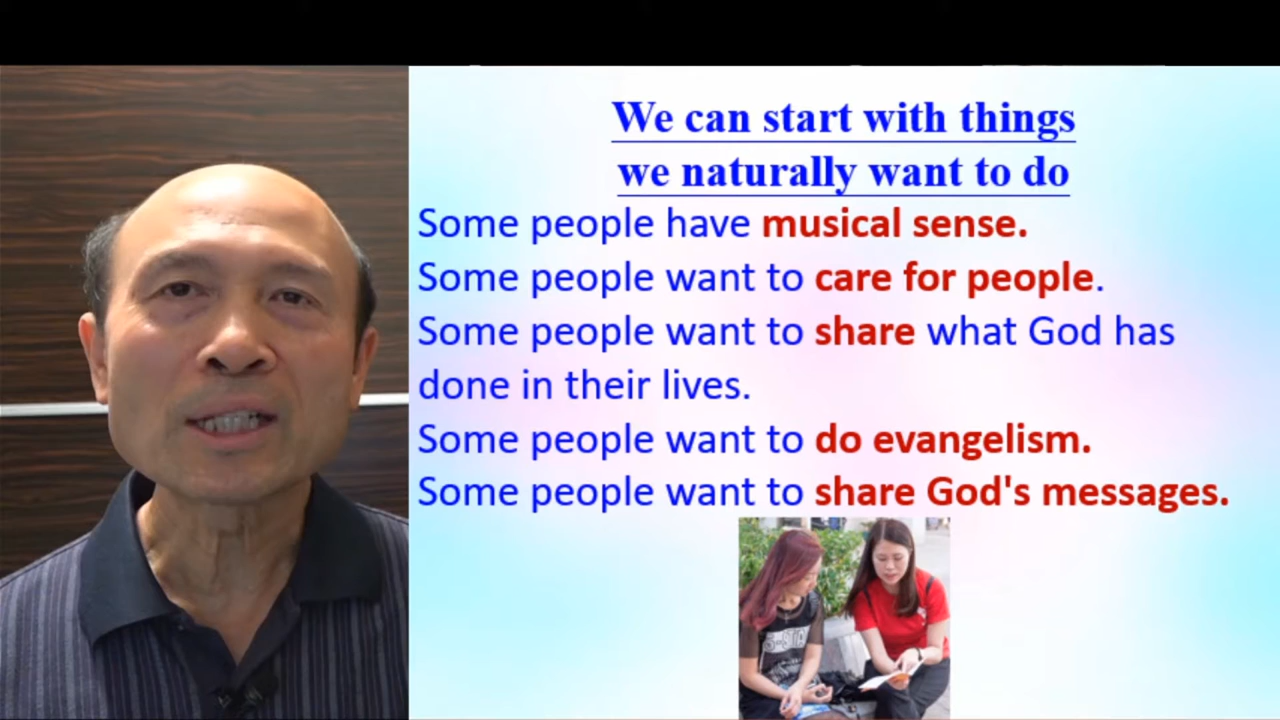 We can start with things
we naturally want to do
Some people have musical sense.
Some people want to care for people.
Some people want to share what God has
done in their lives.
Some people want to do evangelism.
Some people want to share God's messages.